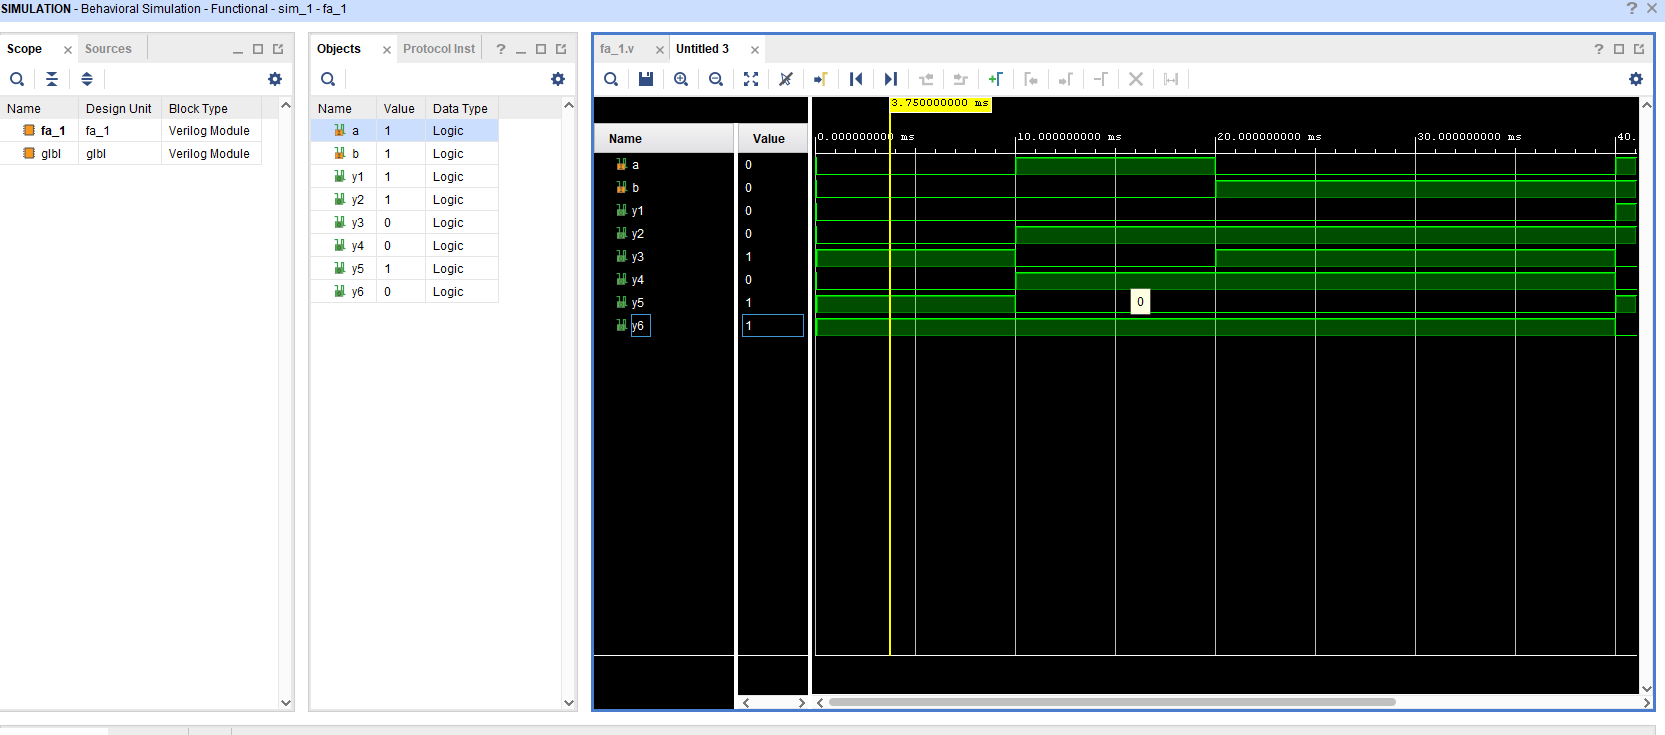 SIMULATION - Behavioral Simulation - Functional - sim_1 - fa_1
Scope
Sources
Name Design Unit Block Type
fa_1 fa_1 Verilog Module
glbl glbl Verilog Module
Objects
Protocol Inst
Name Value Data Type
a 1 Logic
b 1 Logic
y1 1 Logic
y2 1 Logic
y3 0 Logic
y4 0 Logic
y5 1 Logic
y6 0 Logic
fa_1.v
Untitled 3
3.750000000 ms
Name Value
0.000000000 ms 10.000000000 ms 20.000000000 ms 30.000000000 ms 40.
a 0
b 0
y1 0
y2 0
y3 1
y4 0
y5 1
0
y6 1